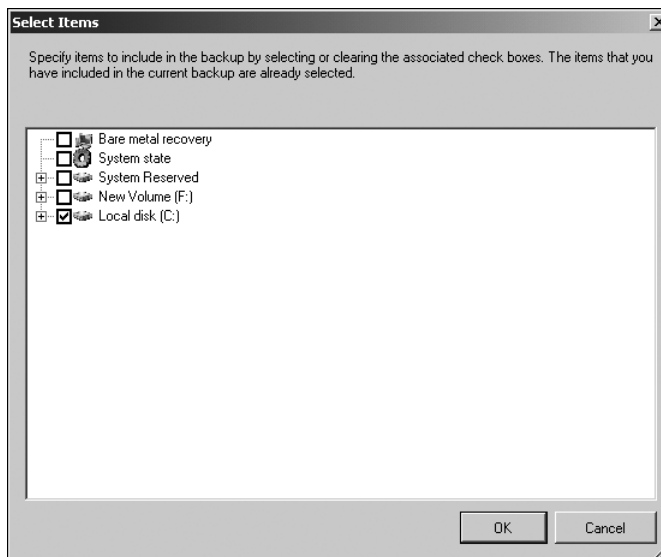 Select Items
Specify items to include in the backup by selecting or clearing the associated check boxes. The items that you
have included in the current backup are already selected.
Bare metal recovery
System state
System Reserved
New Volume (F:)
Local disk (C:)
OK
Cancel